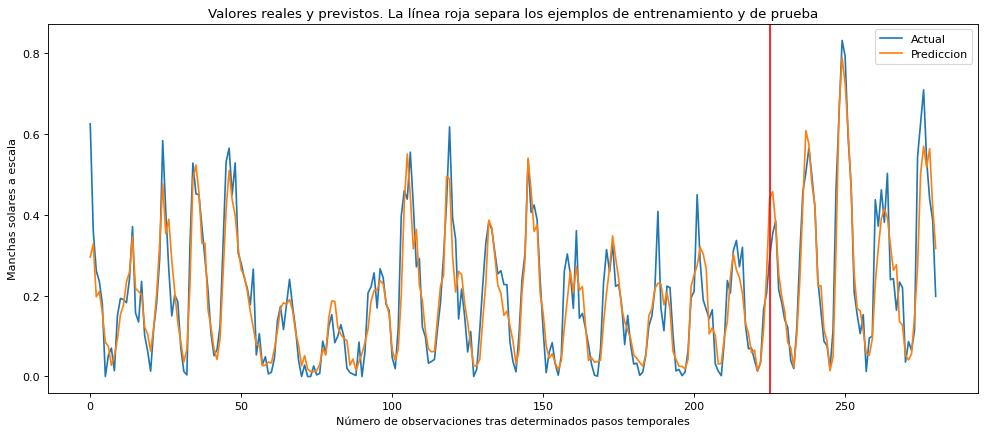 Valores reales y previstos. La línea roja separa los ejemplos de entrenamiento y de prueba
Actual
Prediccion
Manchas solares a escala
0.8
0.6
0.4
0.2
0.0
0
50
100
150
200
250
Número de observaciones tras determinados pasos temporales